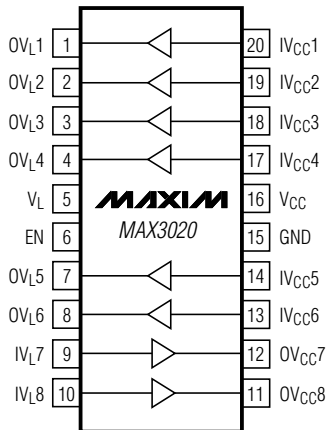 OVL1 1 20 IVCC1
OVL2 2 19 IVCC2
OVL3 3 18 IVCC3
OVL4 4 17 IVCC4
VL 5 MAXIM 16 VCC
EN 6 MAX3020 15 GND
OVL5 7 14 IVCC5
OVL6 8 13 IVCC6
IVL7 9 12 OVCC7
IVL8 10 11 OVCC8